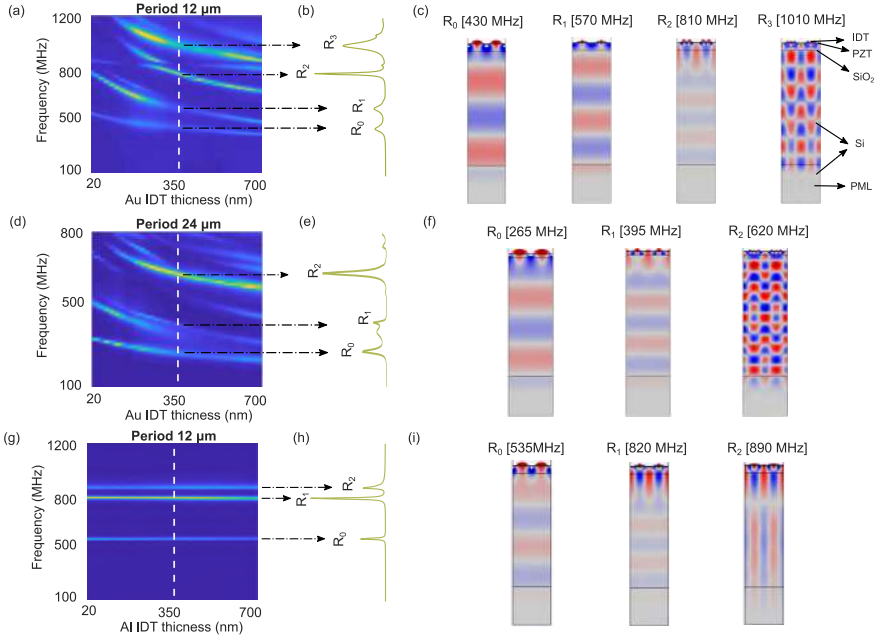 (a)
Period 12 µm
(b)
(c)
R0 [430 MHz]
R1 [570 MHz]
R2 [810 MHz]
R3 [1010 MHz]
Frequency (MHz)
1200
800
500
100
20
350
700
Au IDT thicness (nm)
R3
R2
R1
R0
IDT
PZT
SiO2
Si
PML
(d)
Period 24 µm
(e)
(f)
R0 [265 MHz]
R1 [395 MHz]
R2 [620 MHz]
Frequency (MHz)
800
500
100
20
350
700
Au IDT thicness (nm)
R2
R1
R0
(g)
Period 12 µm
(h)
(i)
R0 [535MHz]
R1 [820 MHz]
R2 [890 MHz]
Frequency (MHz)
1200
800
500
100
20
350
700
Al IDT thicness (nm)
R2
R1
R0